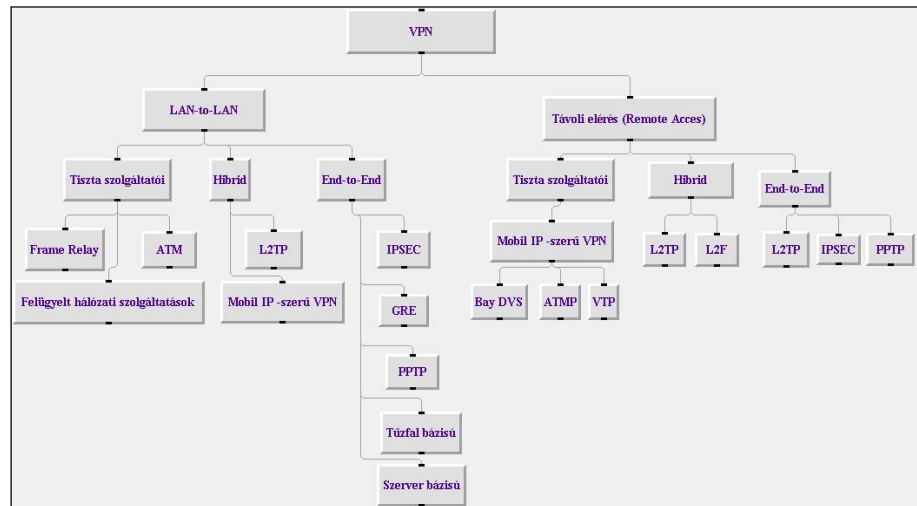 VPN
LAN-to-LAN
Távoli elérés (Remote Acces)
Tiszta szolgáltatói
Hibrid
End-to-End
Tiszta szolgáltatói
Hibrid
End-to-End
Frame Relay
ATM
L2TP
IPSEC
Mobil IP -szerű VPN
L2TP
L2F
L2TP
IPSEC
PPTP
Felügyelt hálózati szolgáltatások
Mobil IP -szerű VPN
GRE
Bay DVS
ATMP
VTP
PPTP
Tűzfal bázisú
Szerver bázisú